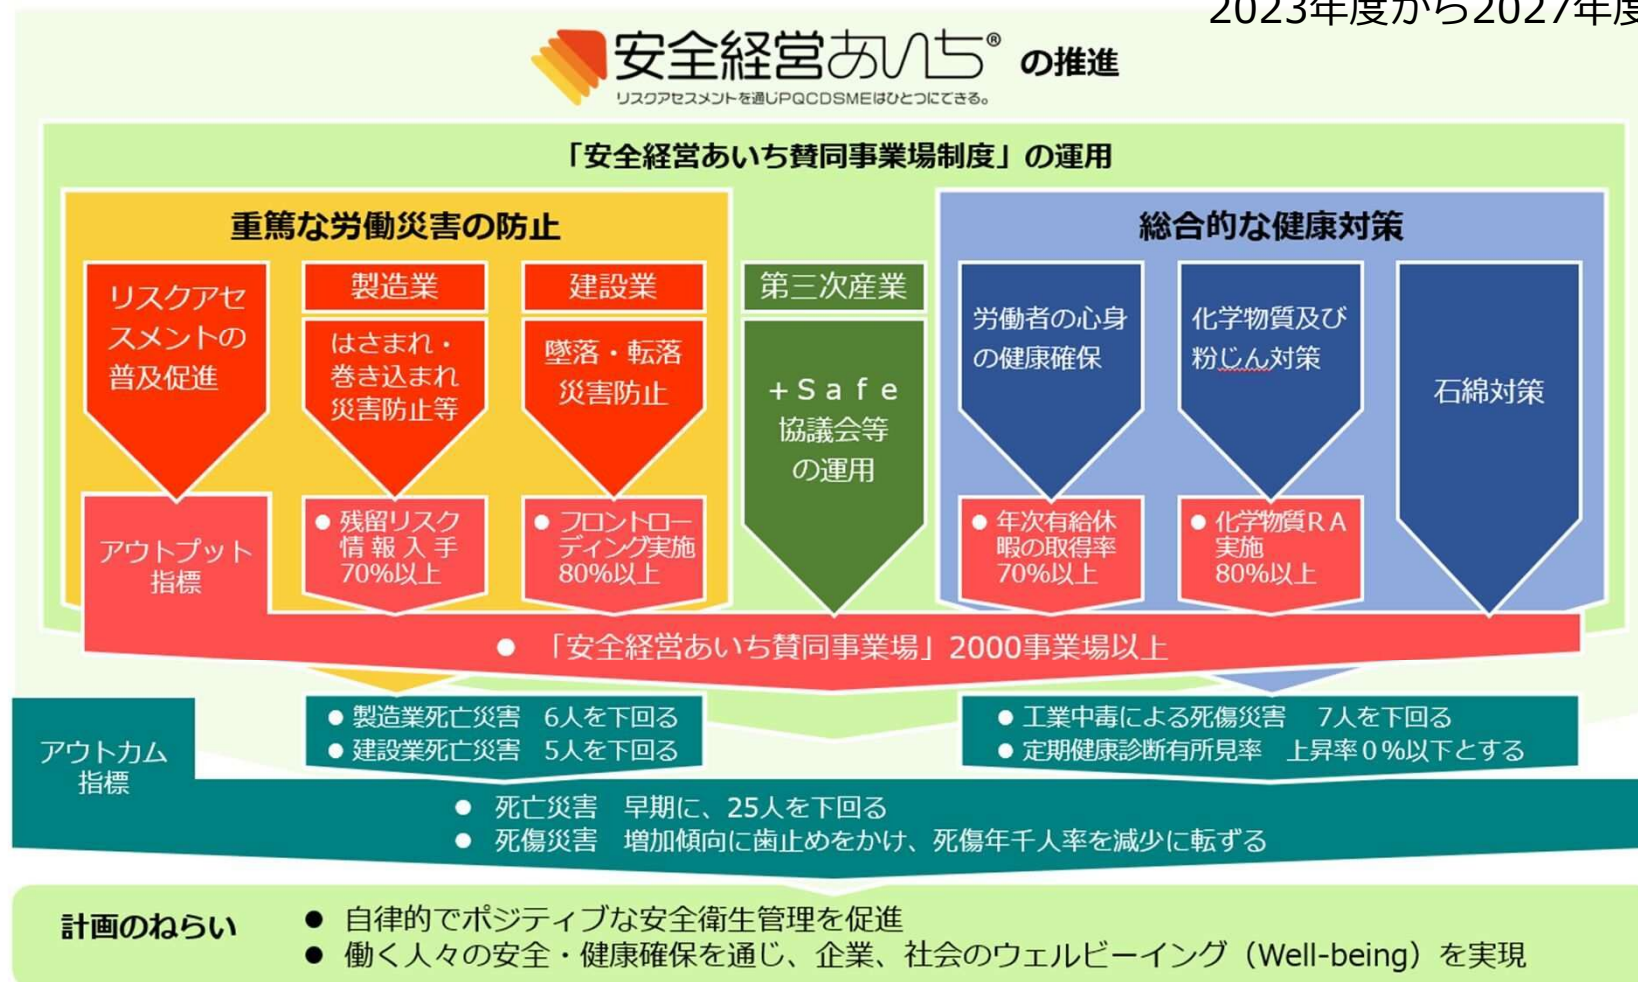 2023年度から2027年度
安全経営あいち® の推進
リスクアセスメントを通じPQCDSMEはひとつにできる。
「安全経営あいち賛同事業場制度」の運用
重篤な労働災害の防止
リスクアセ
スメントの
普及促進
製造業
はさまれ・
巻き込まれ
災害防止等
建設業
墜落・転落
災害防止
第三次産業
+Ｓａｆｅ
協議会等
の運用
総合的な健康対策
労働者の心身
の健康確保
化学物質及び
粉じん対策
石綿対策
アウトプット
指標
● 残留リスク
情報入手
70%以上
● フロントロー
ディング実施
80%以上
● 年次有給休
暇の取得率
70%以上
● 化学物質ＲＡ
実施
80%以上
● 「安全経営あいち賛同事業場」2000事業場以上
アウトカム
指標
● 製造業死亡災害 6人を下回る
● 建設業死亡災害 5人を下回る
● 工業中毒による死傷災害 7人を下回る
● 定期健康診断有所見率 上昇率０%以下とする
● 死亡災害 早期に、25人を下回る
● 死傷災害 増加傾向に歯止めをかけ、死傷年千人率を減少に転ずる
計画のねらい
● 自律的でポジティブな安全衛生管理を促進
● 働く人々の安全・健康確保を通じ、企業、社会のウェルビーイング（Well-being）を実現